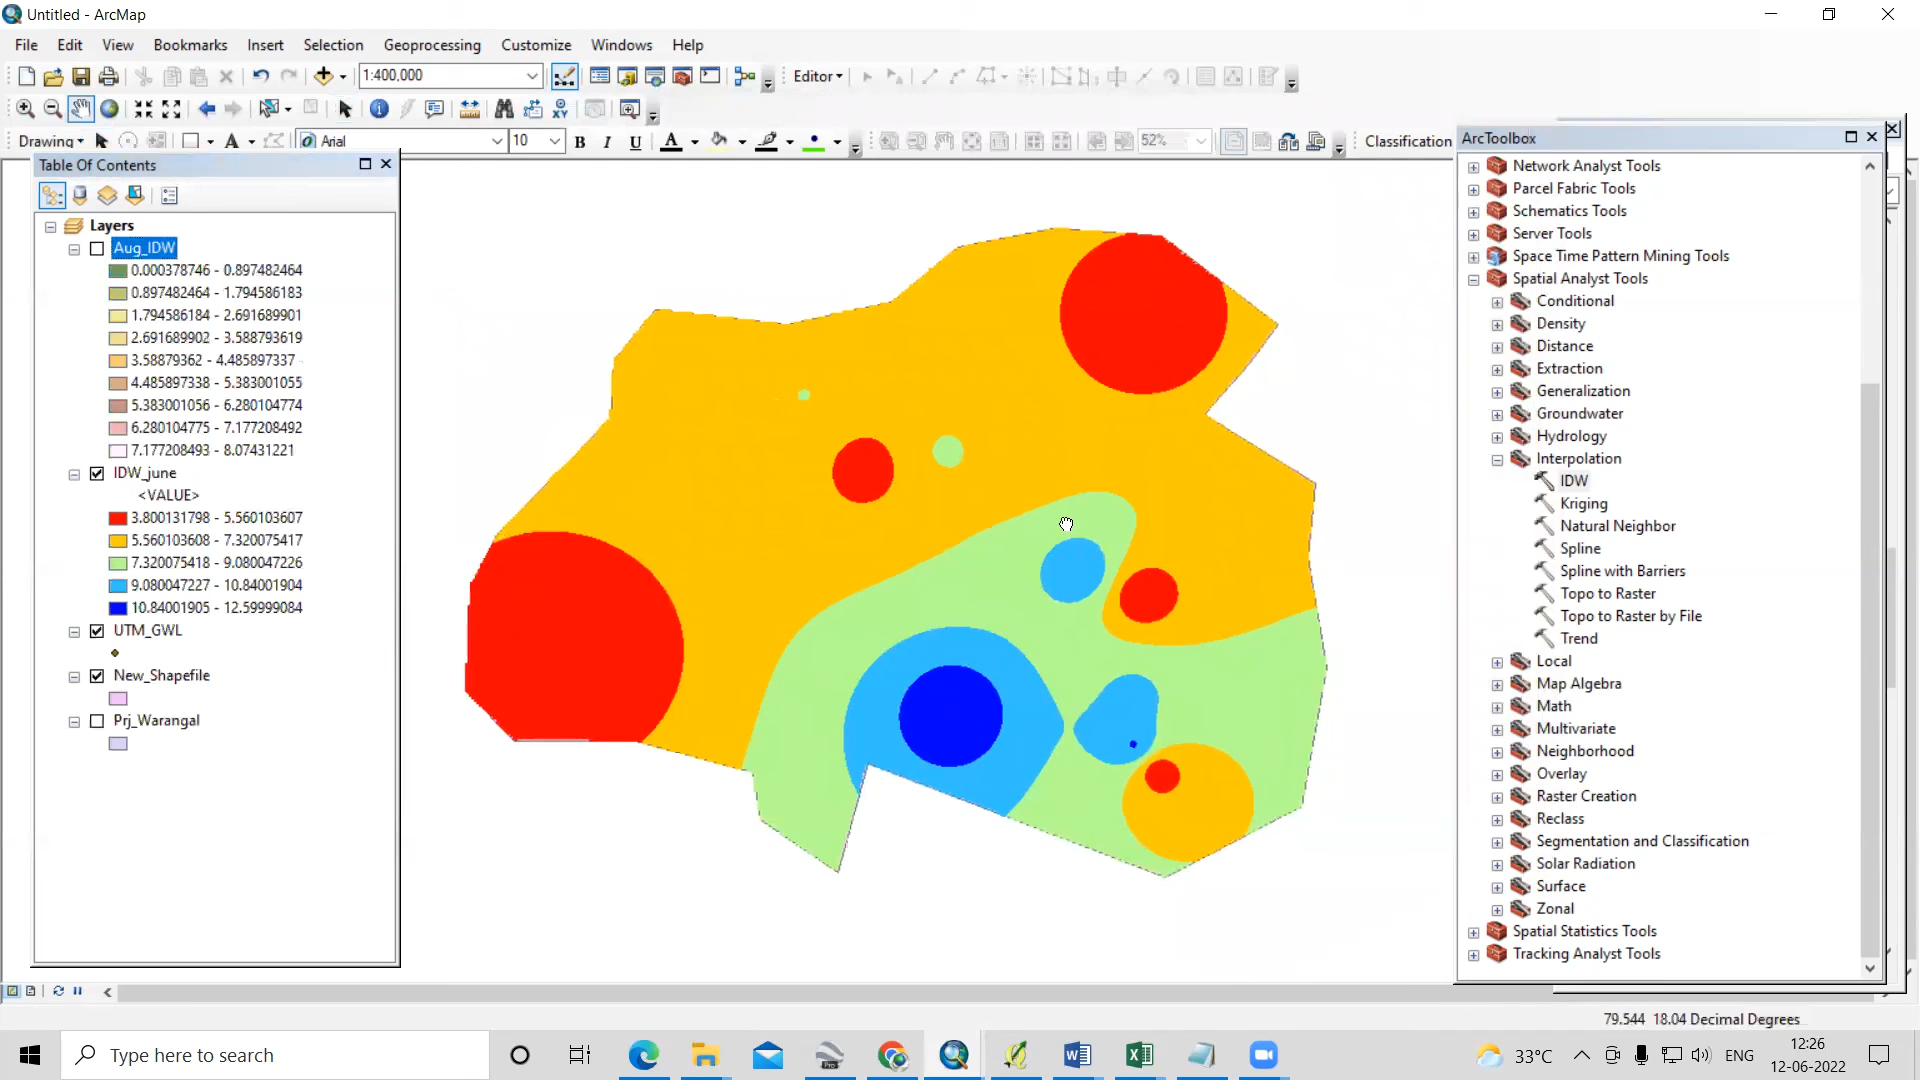 Untitled - ArcMap
File Edit View Bookmarks Insert Selection Geoprocessing Customize Windows Help
1:400,000 Editor
Drawing Arial 10 B I U A 52% Classification
Table Of Contents
Layers
Aug_IDW
0.000378746 - 0.897482464
0.897482464 - 1.794586183
1.794586184 - 2.691689901
2.691689902 - 3.588793619
3.58879362 - 4.485897337
4.485897338 - 5.383001055
5.383001056 - 6.280104774
6.280104775 - 7.177208492
7.177208493 - 8.07431221
IDW_june
<VALUE>
3.800131798 - 5.560103607
5.560103608 - 7.320075417
7.320075418 - 9.080047226
9.080047227 - 10.84001904
10.84001905 - 12.59999084
UTM_GWL
New_Shapefile
Prj_Warangal
ArcToolbox
Network Analyst Tools
Parcel Fabric Tools
Schematics Tools
Server Tools
Space Time Pattern Mining Tools
Spatial Analyst Tools
Conditional
Density
Distance
Extraction
Generalization
Groundwater
Hydrology
Interpolation
IDW
Kriging
Natural Neighbor
Spline
Spline with Barriers
Topo to Raster
Topo to Raster by File
Trend
Local
Map Algebra
Math
Multivariate
Neighborhood
Overlay
Raster Creation
Reclass
Segmentation and Classification
Solar Radiation
Surface
Zonal
Spatial Statistics Tools
Tracking Analyst Tools
79.544 18.04 Decimal Degrees
Type here to search
33°C ENG
12:26
12-06-2022